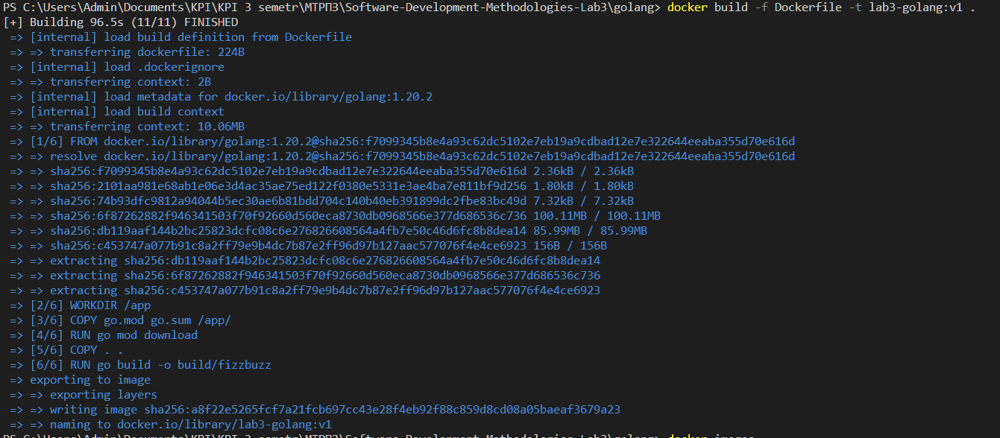 PS C:\Users\Admin\Documents\KPI\KPI 3 semetr\МТРПЗ\Software-Development-Methodologies-Lab3\golang> docker build -f Dockerfile -t lab3-golang:v1 .
[+] Building 96.5s (11/11) FINISHED
=> [internal] load build definition from Dockerfile
=> => transferring dockerfile: 224B
=> [internal] load .dockerignore
=> => transferring context: 2B
=> [internal] load metadata for docker.io/library/golang:1.20.2
=> [internal] load build context
=> => transferring context: 10.06MB
=> [1/6] FROM docker.io/library/golang:1.20.2@sha256:f7099345b8e4a93c62dc5102e7eb19a9cdbad12e7e322644eeaba355d70e616d
=> => resolve docker.io/library/golang:1.20.2@sha256:f7099345b8e4a93c62dc5102e7eb19a9cdbad12e7e322644eeaba355d70e616d
=> => sha256:f7099345b8e4a93c62dc5102e7eb19a9cdbad12e7e322644eeaba355d70e616d 2.36kB / 2.36kB
=> => sha256:2101aa981e68ab1e06e3d4ac35ae75ed122f0380e5331e3ae4ba7e811bf9d256 1.80kB / 1.80kB
=> => sha256:74b93dfc9812a94044b5ec30ae6b81bdd704c140b40eb391899dc2fbe83bc49d 7.32kB / 7.32kB
=> => sha256:6f87262882f946341503f70f92660d560eca8730db0968566e377d686536c736 100.11MB / 100.11MB
=> => sha256:db119aaf144b2bc25823dcfc08c6e276826608564a4fb7e50c46d6fc8b8dea14 85.99MB / 85.99MB
=> => sha256:c453747a077b91c8a2ff79e9b4dc7b87e2ff96d97b127aac577076f4e4ce6923 156B / 156B
=> => extracting sha256:db119aaf144b2bc25823dcfc08c6e276826608564a4fb7e50c46d6fc8b8dea14
=> => extracting sha256:6f87262882f946341503f70f92660d560eca8730db0968566e377d686536c736
=> => extracting sha256:c453747a077b91c8a2ff79e9b4dc7b87e2ff96d97b127aac577076f4e4ce6923
=> [2/6] WORKDIR /app
=> [3/6] COPY go.mod go.sum /app/
=> [4/6] RUN go mod download
=> [5/6] COPY . .
=> [6/6] RUN go build -o build/fizzbuzz
=> exporting to image
=> => exporting layers
=> => writing image sha256:a8f22e5265fcf7a21fcb697cc43e28f4eb92f88c859d8cd08a05baeaf3679a23
=> => naming to docker.io/library/lab3-golang:v1
PS C:\Users\Admin\Documents\KPI\KPI 3 semetr\МТРПЗ\Software-Development-Methodologies-Lab3\golang> docker images